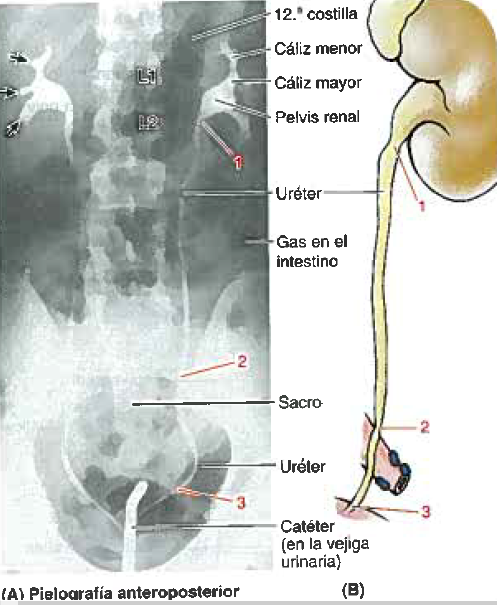 12.ª costilla
Cáliz menor
L1
Cáliz mayor
L2
Pelvis renal
1
1
Uréter
Gas en el
intestino
2
Sacro
2
Uréter
3
3
Catéter
(en la vejiga
urinaria)
(A) Pielografía anteroposterior
(B)